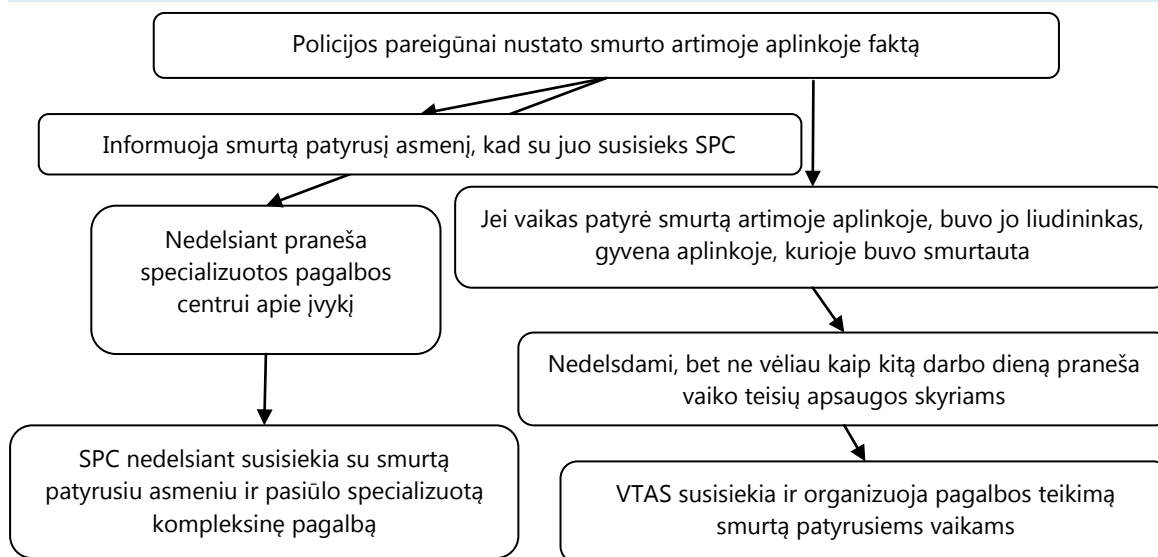 Policijos pareigūnai nustato smurto artimoje aplinkoje faktą
Informuoja smurtą patyrusį asmenį, kad su juo susisieks SPC
Nedelsiant praneša
specializuotos pagalbos
centrui apie įvykį
SPC nedelsiant susisiekia su smurtą
patyrusiu asmeniu ir pasiūlo specializuotą
kompleksinę pagalbą
Jei vaikas patyrė smurtą artimoje aplinkoje, buvo jo liudininkas,
gyvena aplinkoje, kurioje buvo smurtauta
Nedelsdami, bet ne vėliau kaip kitą darbo dieną praneša
vaiko teisių apsaugos skyriams
VTAS susisiekia ir organizuoja pagalbos teikimą
smurtą patyrusiems vaikams